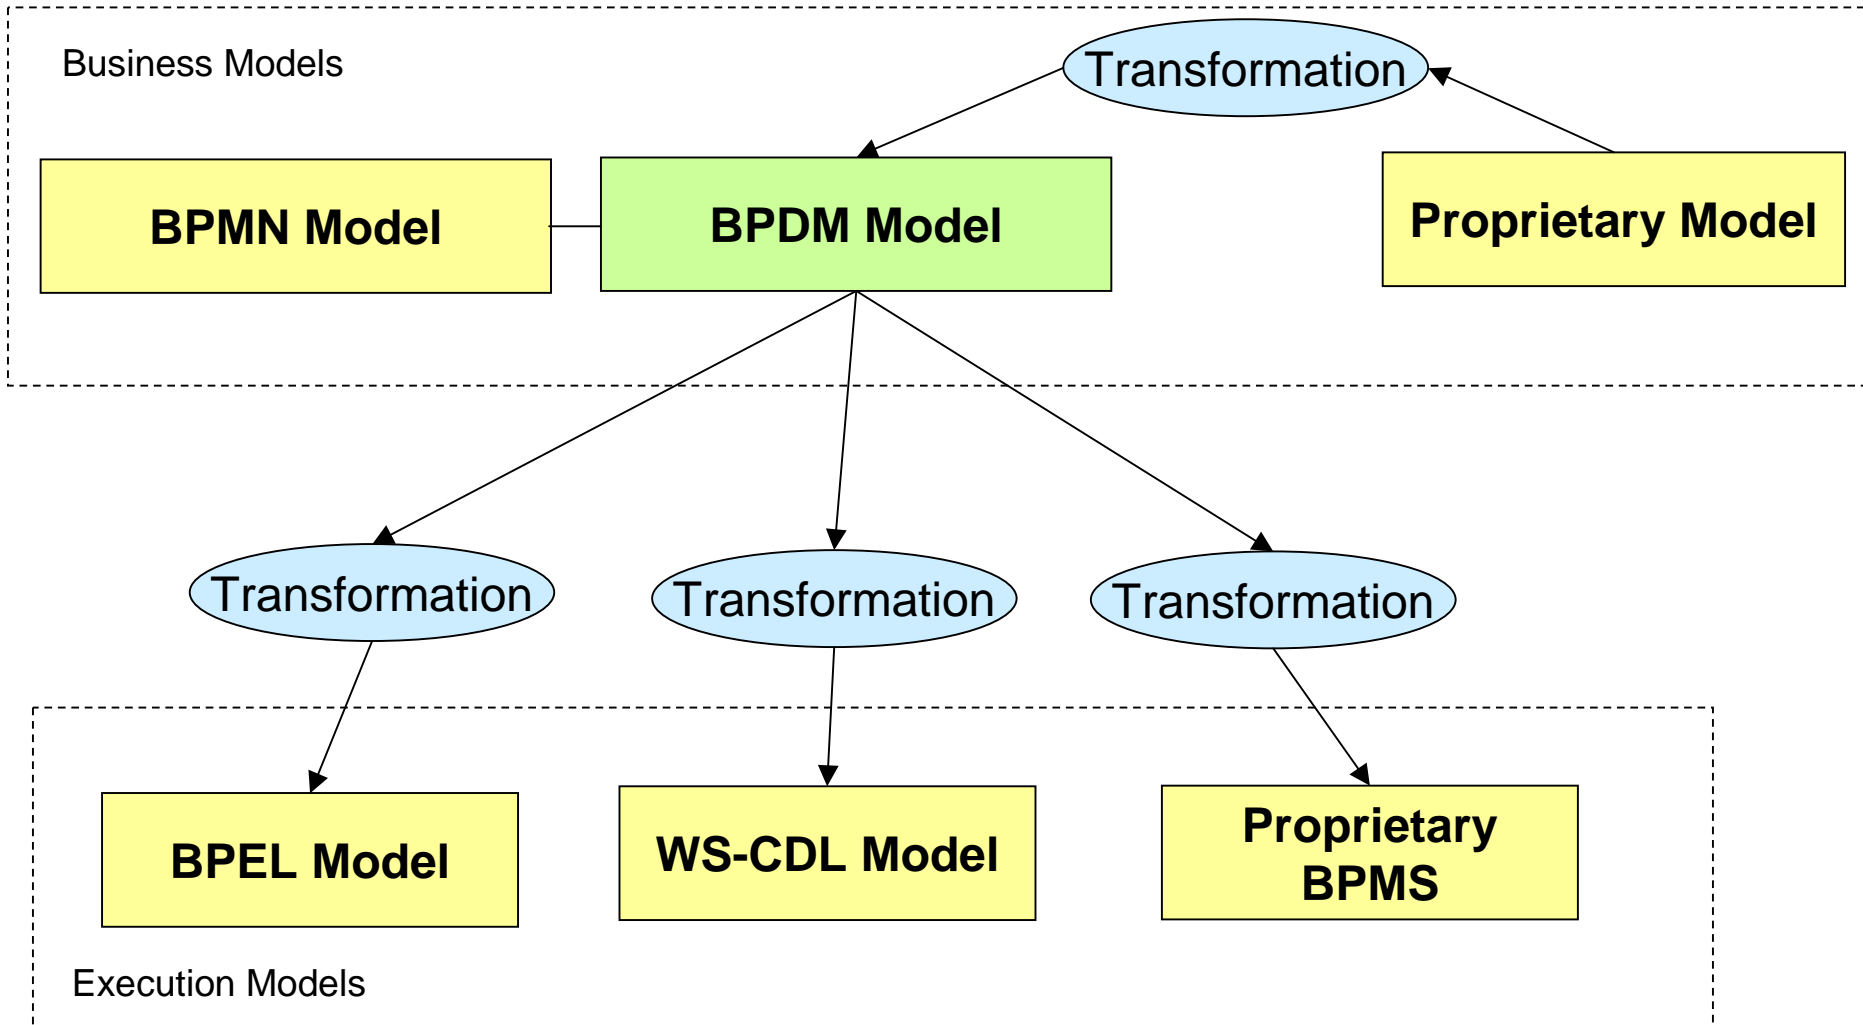 Business Models
Transformation
BPMN Model
BPDM Model
Proprietary Model
Transformation
Transformation
Transformation
BPEL Model
WS-CDL Model
Proprietary
BPMS
Execution Models